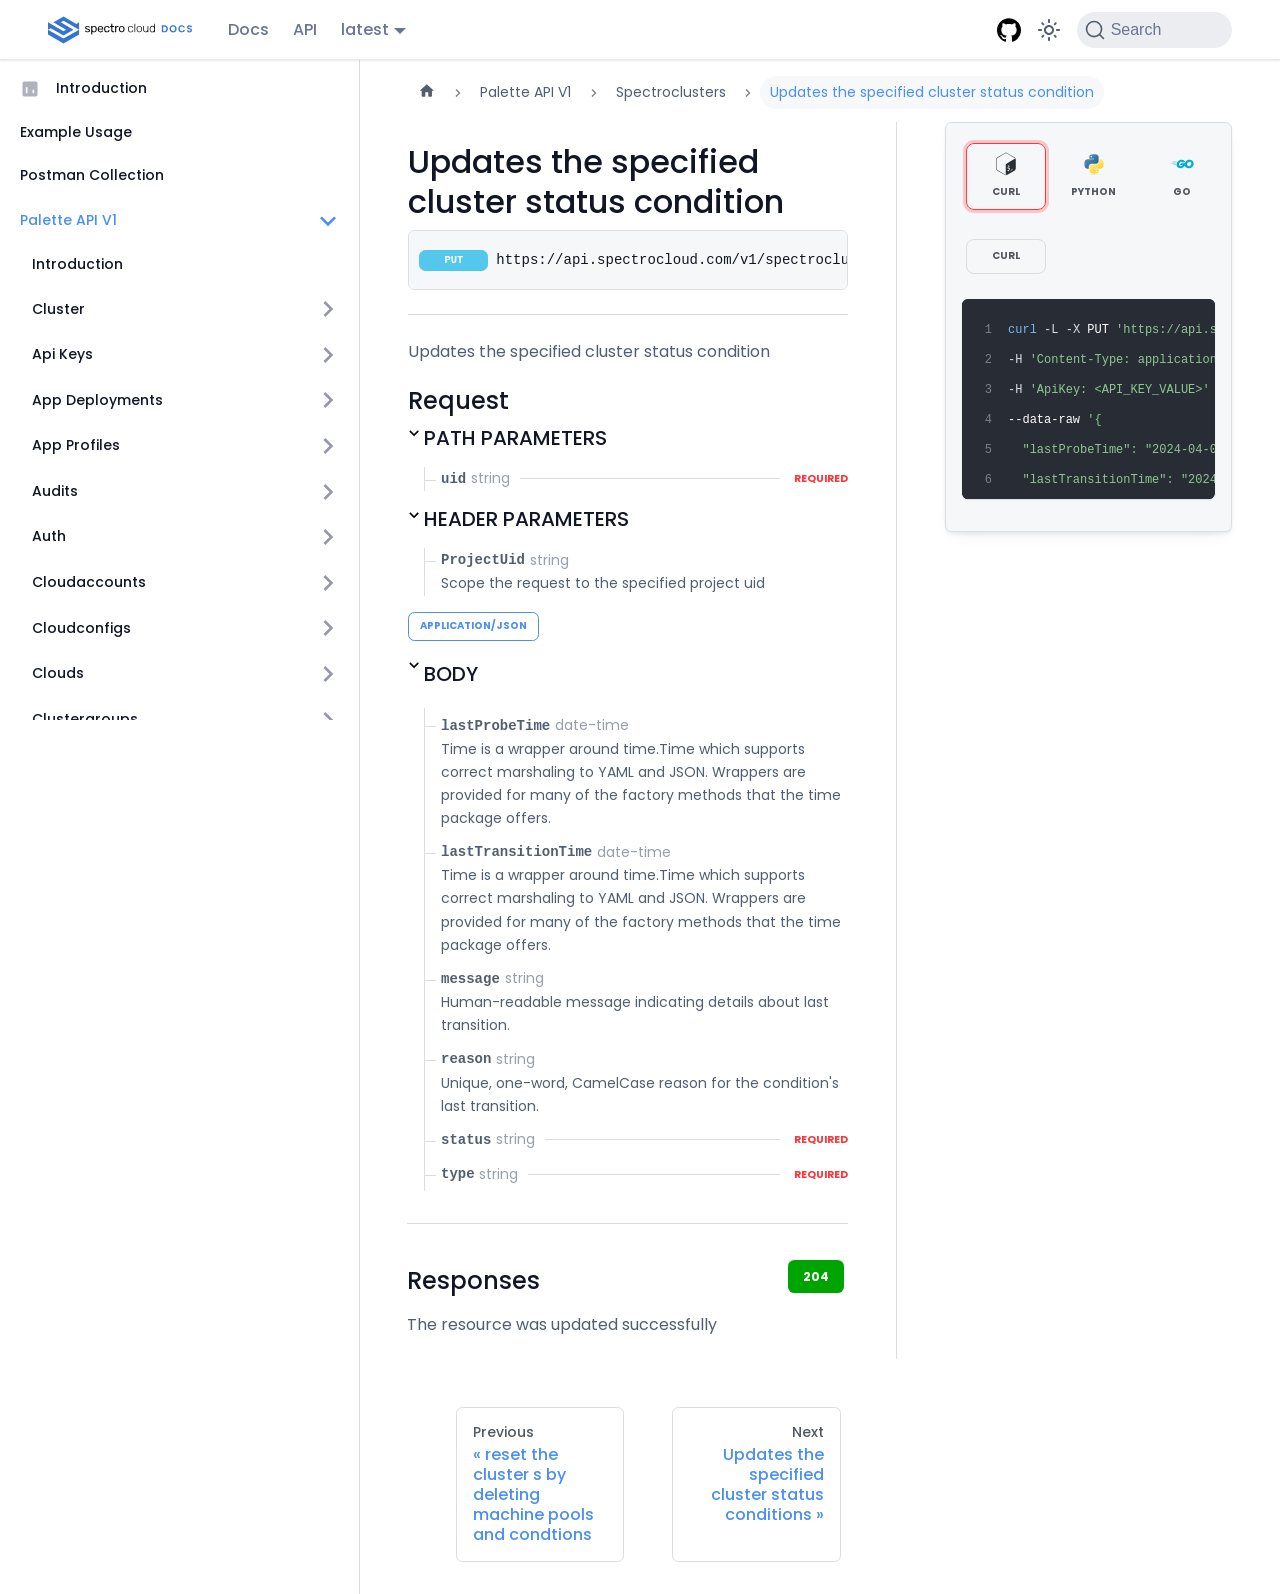 spectro cloud DOCS
Docs
API
latest
Search
Introduction
Example Usage
Postman Collection
Palette API V1
Introduction
Cluster
Api Keys
App Deployments
App Profiles
Audits
Auth
Cloudaccounts
Cloudconfigs
Clouds
Clustergroups
Palette API V1
Spectroclusters
Updates the specified cluster status condition
Updates the specified
cluster status condition
PUT https://api.spectrocloud.com/v1/spectroclu
Updates the specified cluster status condition
Request
PATH PARAMETERS
uid string REQUIRED
HEADER PARAMETERS
ProjectUid string
Scope the request to the specified project uid
APPLICATION/JSON
BODY
lastProbeTime date-time
Time is a wrapper around time.Time which supports
correct marshaling to YAML and JSON. Wrappers are
provided for many of the factory methods that the time
package offers.
lastTransitionTime date-time
Time is a wrapper around time.Time which supports
correct marshaling to YAML and JSON. Wrappers are
provided for many of the factory methods that the time
package offers.
message string
Human-readable message indicating details about last
transition.
reason string
Unique, one-word, CamelCase reason for the condition's
last transition.
status string REQUIRED
type string REQUIRED
Responses
204
The resource was updated successfully
Previous
« reset the
cluster s by
deleting
machine pools
and condtions
Next
Updates the
specified
cluster status
conditions »
CURL
PYTHON
GO
GO
CURL
1 curl -L -X PUT 'https://api.s
2 -H 'Content-Type: application
3 -H 'ApiKey: <API_KEY_VALUE>'
4 --data-raw '{
5 "lastProbeTime": "2024-04-0
6 "lastTransitionTime": "2024